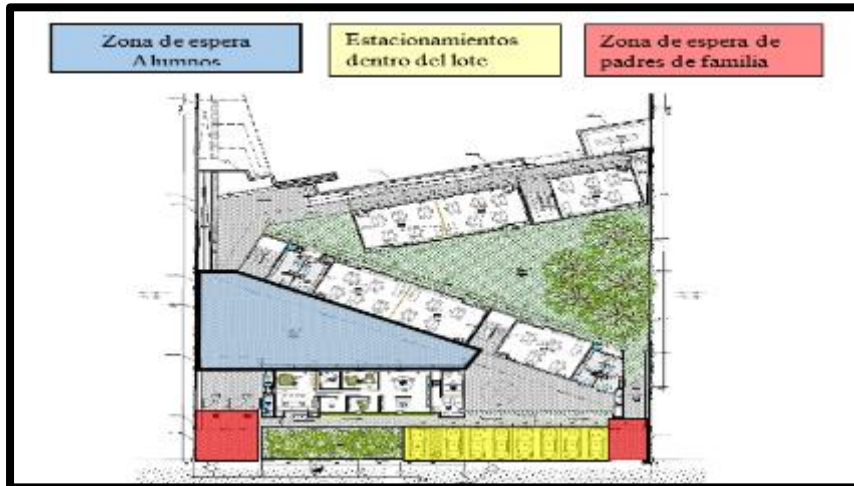 Zona de espera
Alumnos
Estacionamientos
dentro del lote
Zona de espera de
padres de familia